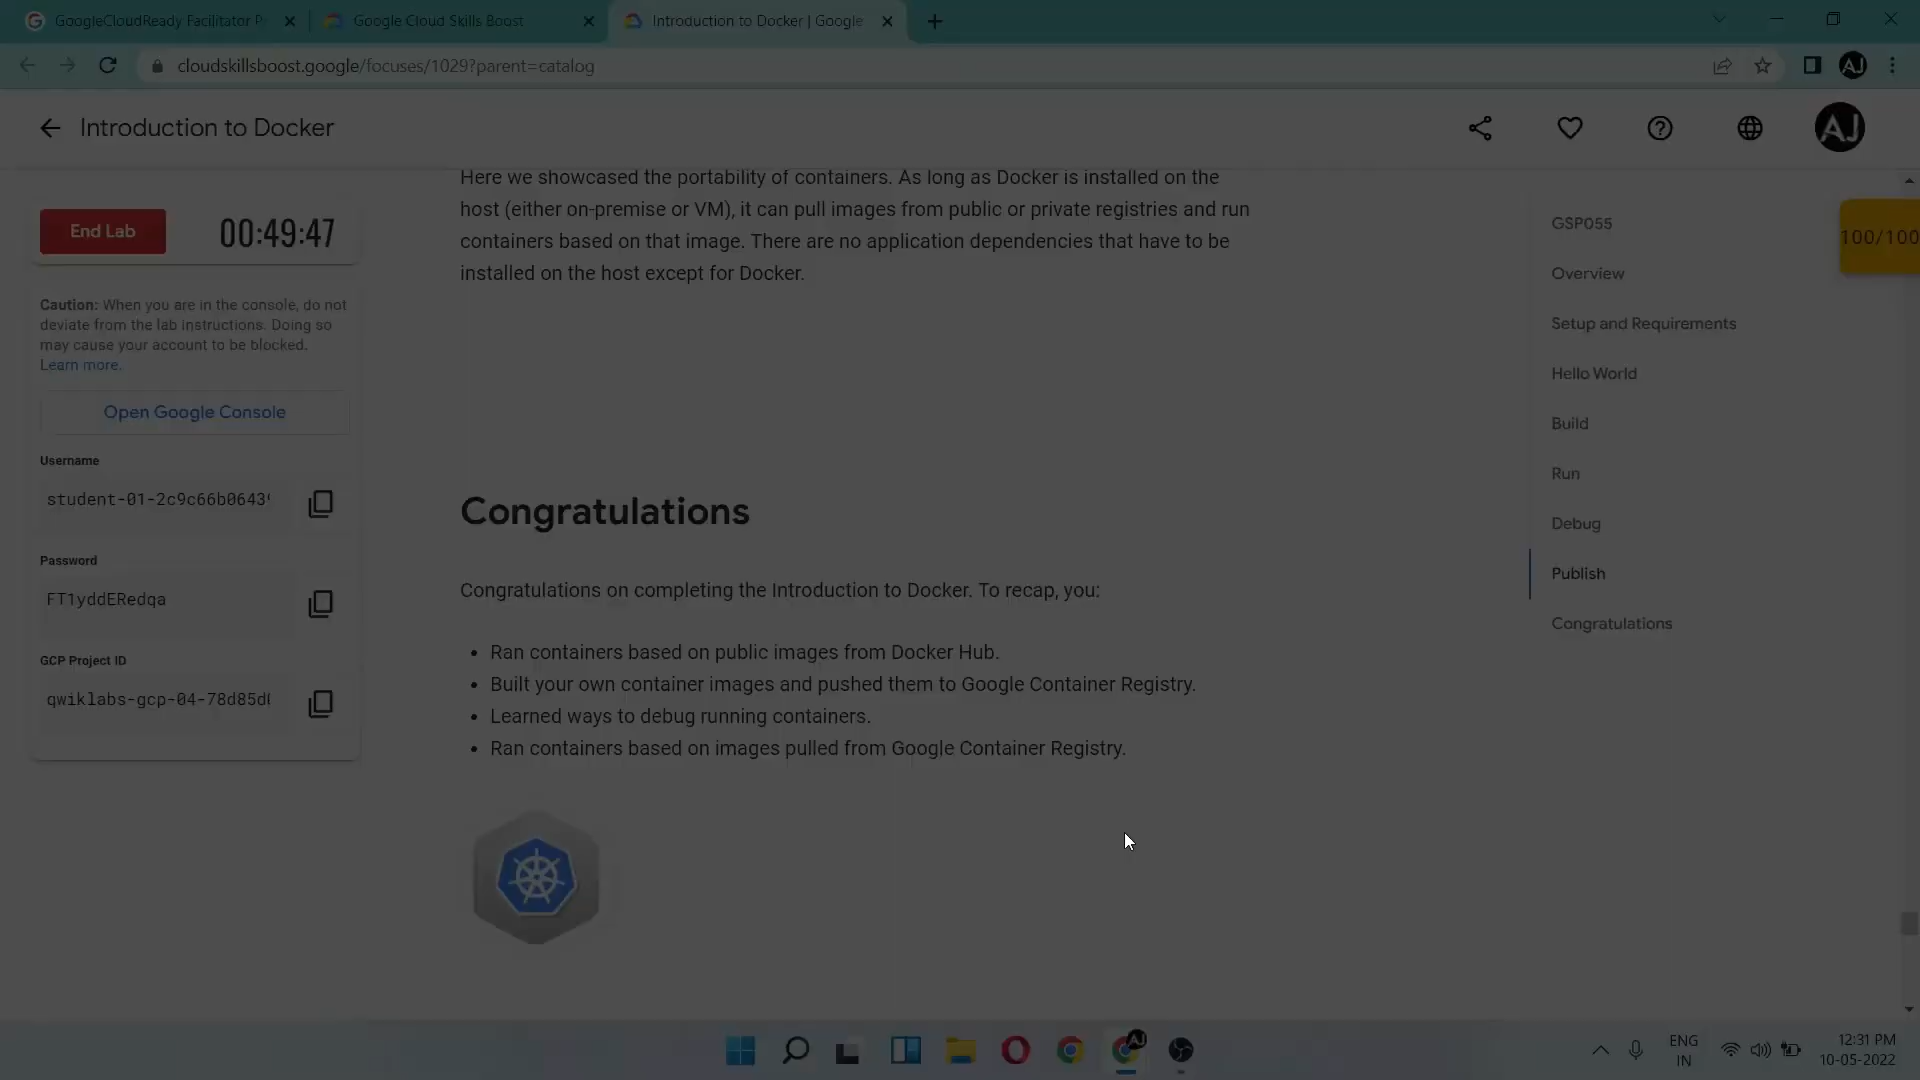 GoogleCloudReady Facilitator P
Google Cloud Skills Boost
Introduction to Docker | Google
cloudskillsboost.google/focuses/1029?parent=catalog
AJ
Introduction to Docker
AJ
End Lab
00:49:47
Caution: When you are in the console, do not
deviate from the lab instructions. Doing so
may cause your account to be blocked.
Learn more.
Open Google Console
Username
student-01-2c9c66b0643
Password
FT1yddERedqa
GCP Project ID
qwiklabs-gcp-04-78d85d
Here we showcased the portability of containers. As long as Docker is installed on the
host (either on-premise or VM), it can pull images from public or private registries and run
containers based on that image. There are no application dependencies that have to be
installed on the host except for Docker.
Congratulations
Congratulations on completing the Introduction to Docker. To recap, you:
• Ran containers based on public images from Docker Hub.
• Built your own container images and pushed them to Google Container Registry.
• Learned ways to debug running containers.
• Ran containers based on images pulled from Google Container Registry.
GSP055
Overview
Setup and Requirements
Hello World
Build
Run
Debug
Publish
Congratulations
100/100
AJ
ENG
IN
12:31 PM
10-05-2022